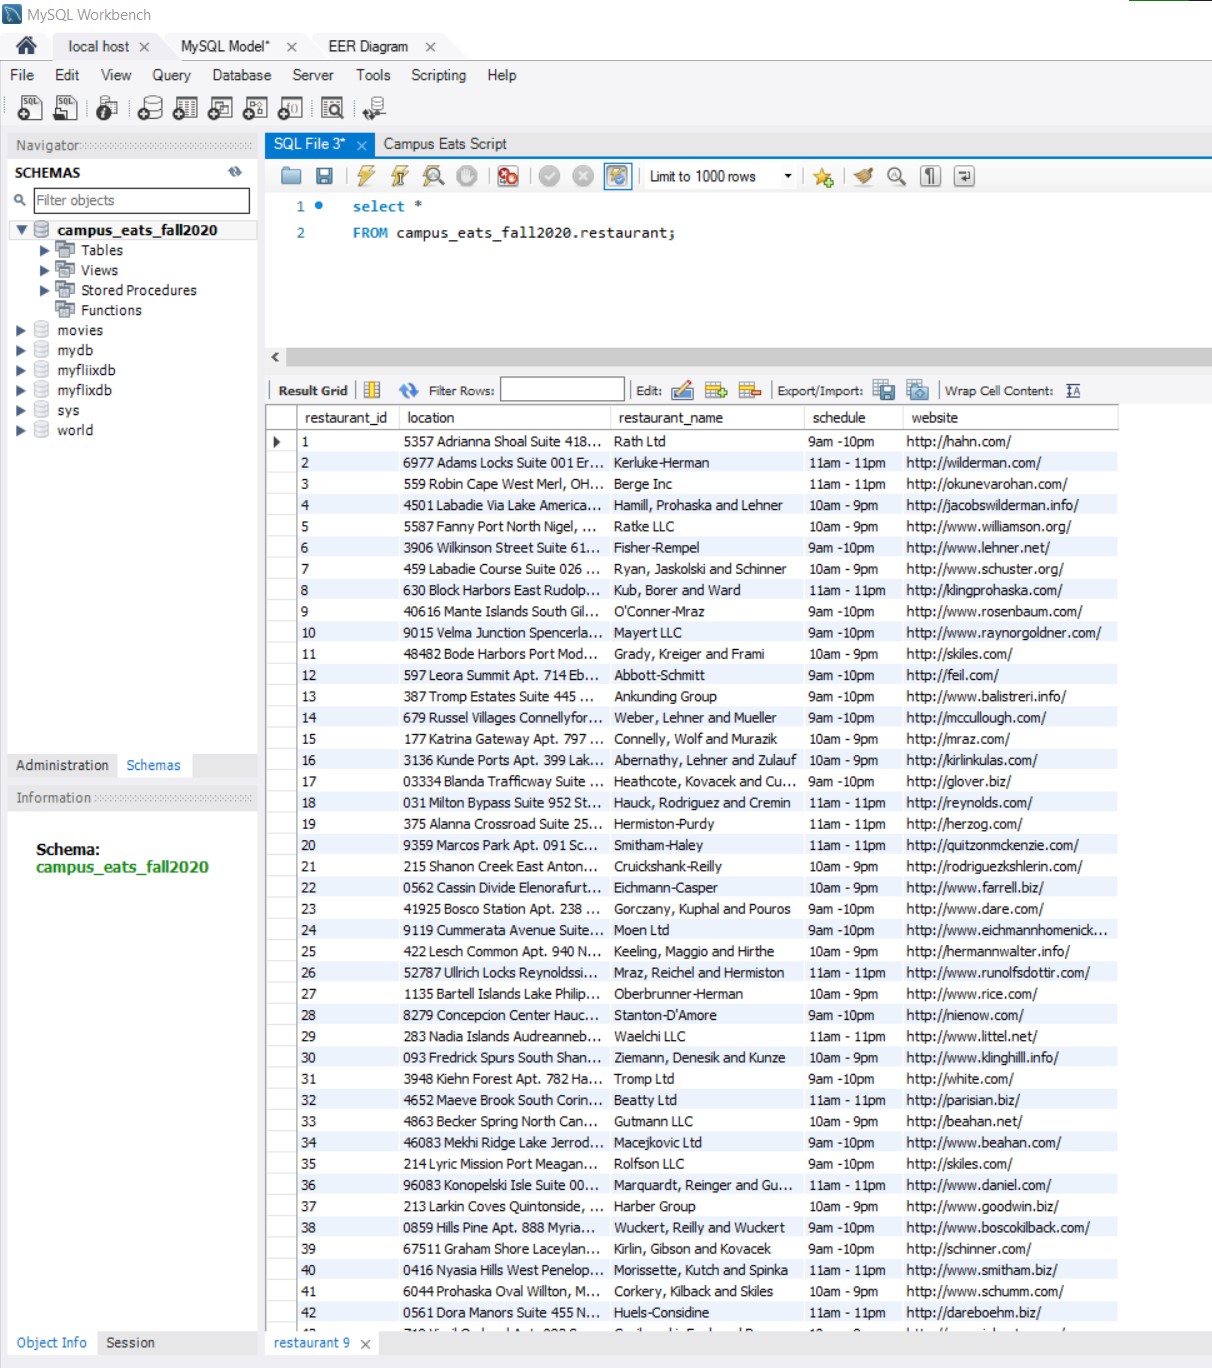 MySQL Workbench
local host
MySQL Model*
EER Diagram
File Edit View Query Database Server Tools Scripting Help
Navigator
SCHEMAS
Filter objects
campus_eats_fall2020
Tables
Views
Stored Procedures
Functions
movies
mydb
myfliixdb
myflixdb
sys
world
Administration Schemas
Information
Schema:
campus_eats_fall2020
Object Info Session
SQL File 3* Campus Eats Script
Limit to 1000 rows
1 select *
2 FROM campus_eats_fall2020.restaurant;
Result Grid Filter Rows: Edit: Export/Import: Wrap Cell Content:
restaurant_id location restaurant_name schedule website
1 5357 Adrianna Shoal Suite 418... Rath Ltd 9am -10pm http://hahn.com/
2 6977 Adams Locks Suite 001 Er... Kerluke-Herman 11am - 11pm http://wilderman.com/
3 559 Robin Cape West Merl, OH... Berge Inc 11am - 11pm http://okunevarohan.com/
4 4501 Labadie Via Lake America... Hamill, Prohaska and Lehner 10am - 9pm http://jacobswilderman.info/
5 5587 Fanny Port North Nigel, ... Ratke LLC 10am - 9pm http://www.williamson.org/
6 3906 Wilkinson Street Suite 61... Fisher-Rempel 9am -10pm http://www.lehner.net/
7 459 Labadie Course Suite 026 ... Ryan, Jaskolski and Schinner 10am - 9pm http://www.schuster.org/
8 630 Block Harbors East Rudolp... Kub, Borer and Ward 11am - 11pm http://klingprohaska.com/
9 40616 Mante Islands South Gil... O'Conner-Mraz 9am -10pm http://www.rosenbaum.com/
10 9015 Velma Junction Spencerla... Mayert LLC 9am -10pm http://www.raynorgoldner.com/
11 48482 Bode Harbors Port Mod... Grady, Kreiger and Frami 10am - 9pm http://skiles.com/
12 597 Leora Summit Apt. 714 Eb... Abbott-Schmitt 9am -10pm http://feil.com/
13 387 Tromp Estates Suite 445 ... Ankunding Group 9am -10pm http://www.balistreri.info/
14 679 Russel Villages Connellyfor... Weber, Lehner and Mueller 9am -10pm http://mccullough.com/
15 177 Katrina Gateway Apt. 797 ... Connelly, Wolf and Murazik 10am - 9pm http://mraz.com/
16 3136 Kunde Ports Apt. 399 Lak... Abernathy, Lehner and Zulauf 10am - 9pm http://kirlinkulas.com/
17 03334 Blanda Trafficway Suite ... Heathcote, Kovacek and Cu... 9am -10pm http://glover.biz/
18 031 Milton Bypass Suite 952 St... Hauck, Rodriguez and Cremin 11am - 11pm http://reynolds.com/
19 375 Alanna Crossroad Suite 25... Hermiston-Purdy 11am - 11pm http://herzog.com/
20 9359 Marcos Park Apt. 091 Sc... Smitham-Haley 11am - 11pm http://quitzonmckenzie.com/
21 215 Shanon Creek East Anton... Cruickshank-Reilly 10am - 9pm http://rodriguezkshlerin.com/
22 0562 Cassin Divide Elenorafurt... Eichmann-Casper 10am - 9pm http://www.farrell.biz/
23 41925 Bosco Station Apt. 238 ... Gorczany, Kuphal and Pouros 9am -10pm http://www.dare.com/
24 9119 Cummerata Avenue Suite... Moen Ltd 9am -10pm http://www.eichmannhomenick...
25 422 Lesch Common Apt. 940 N... Keeling, Maggio and Hirthe 10am - 9pm http://hermannwalter.info/
26 52787 Ullrich Locks Reynoldssi... Mraz, Reichel and Hermiston 11am - 11pm http://www.runolfsdottir.com/
27 1135 Bartell Islands Lake Philip... Oberbrunner-Herman 10am - 9pm http://www.rice.com/
28 8279 Concepcion Center Hauc... Stanton-D'Amore 9am -10pm http://nienow.com/
29 283 Nadia Islands Audreanneb... Waelchi LLC 11am - 11pm http://www.littel.net/
30 093 Fredrick Spurs South Shan... Ziemann, Denesik and Kunze 10am - 9pm http://www.klinghilll.info/
31 3948 Kiehn Forest Apt. 782 Ha... Tromp Ltd 9am -10pm http://white.com/
32 4652 Maeve Brook South Corin... Beatty Ltd 11am - 11pm http://parisian.biz/
33 4863 Becker Spring North Can... Gutmann LLC 10am - 9pm http://beahan.net/
34 46083 Mekhi Ridge Lake Jerrod... Macejkovic Ltd 9am -10pm http://www.beahan.com/
35 214 Lyric Mission Port Meagan... Rolfson LLC 9am -10pm http://skiles.com/
36 96083 Konopelski Isle Suite 00... Marquardt, Reinger and Gu... 11am - 11pm http://www.daniel.com/
37 213 Larkin Coves Quintonside, ... Harber Group 10am - 9pm http://www.goodwin.biz/
38 0859 Hills Pine Apt. 888 Myria... Wuckert, Reilly and Wuckert 9am -10pm http://www.boscokilback.com/
39 67511 Graham Shore Laceylan... Kirlin, Gibson and Kovacek 9am -10pm http://schinner.com/
40 0416 Nyasia Hills West Penelop... Morissette, Kutch and Spinka 11am - 11pm http://www.smitham.biz/
41 6044 Prohaska Oval Willton, M... Corkery, Kilback and Skiles 10am - 9pm http://www.schumm.com/
42 0561 Dora Manors Suite 455 N... Huels-Considine 11am - 11pm http://dareboehm.biz/
restaurant 9